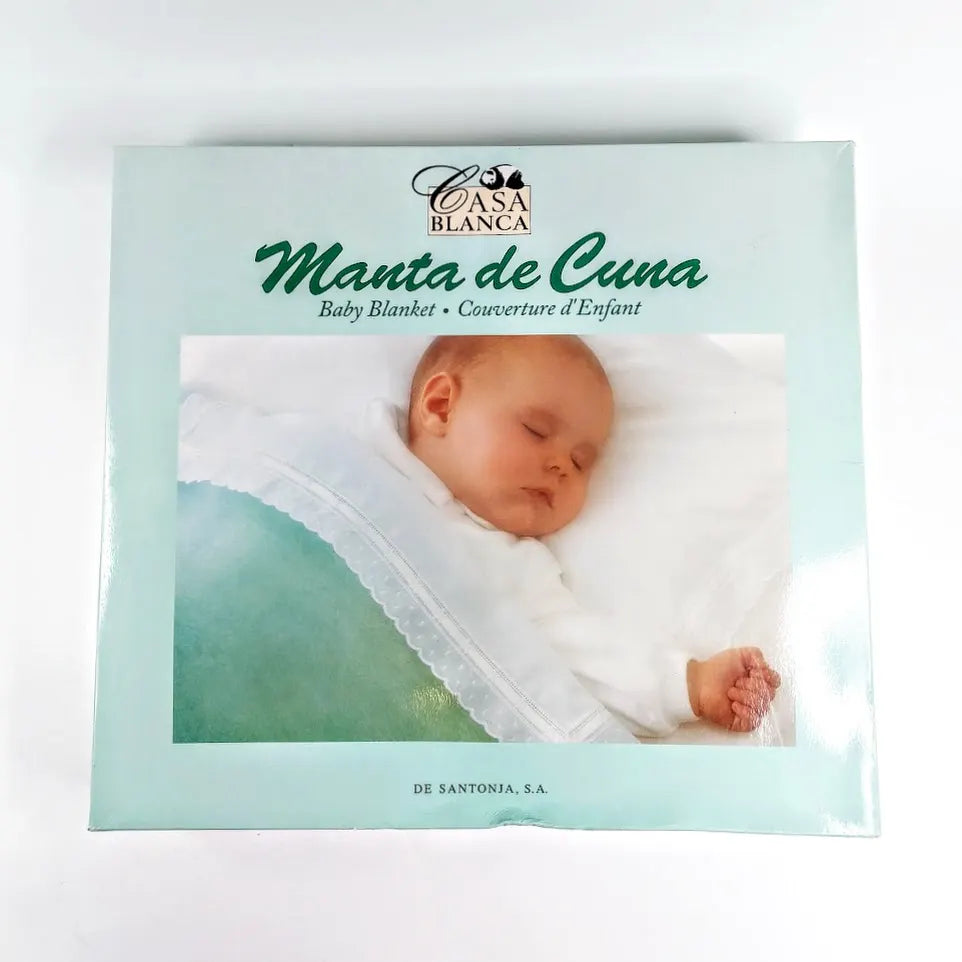 CASA
BLANCA
Manta de Cuna
Baby Blanket • Couverture d'Enfant
DE SANTONJA, S.A.